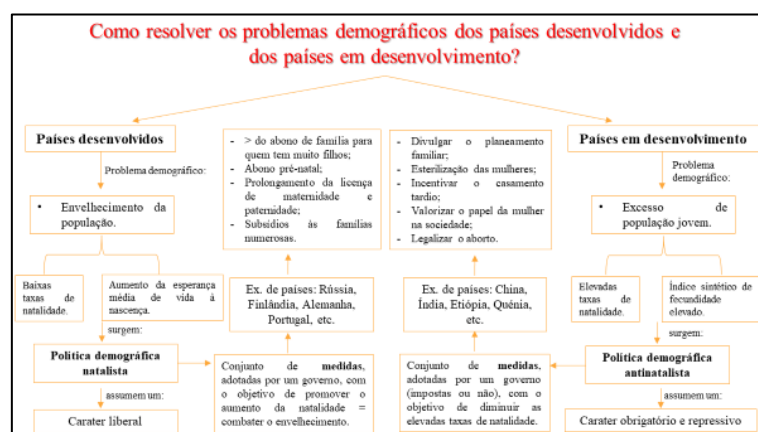 Como resolver os problemas demográficos dos países desenvolvidos e
dos países em desenvolvimento?
Países desenvolvidos
Problema demográfico:
• Envelhecimento da
população.
Baixas
taxas de
natalidade.
Aumento da esperança
média de vida à
nascença.
surgem:
Política demográfica
natalista
assumem um:
Carater liberal
- > do abono de família para
quem tem muito filhos;
- Abono pré-natal;
- Prolongamento da licença
de maternidade e
paternidade;
- Subsídios às famílias
numerosas.
Ex. de países: Rússia,
Finlândia, Alemanha,
Portugal, etc.
Conjunto de medidas,
adotadas por um governo, com
o objetivo de promover o
aumento da natalidade =
combater o envelhecimento.
- Divulgar o planeamento
familiar;
- Esterilização das mulheres;
- Incentivar o casamento
tardio;
- Valorizar o papel da mulher
na sociedade;
- Legalizar o aborto.
Ex. de países: China,
Índia, Etiópia, Quénia,
etc.
Conjunto de medidas,
adotadas por um governo
(impostas ou não), com o
objetivo de diminuir as
elevadas taxas de natalidade.
Países em desenvolvimento
Problema
demográfico:
• Excesso de
população jovem.
Elevadas
taxas de
natalidade.
Índice sintético de
fecundidade
elevado.
surgem:
Política demográfica
antinatalista
assumem um:
Carater obrigatório e repressivo